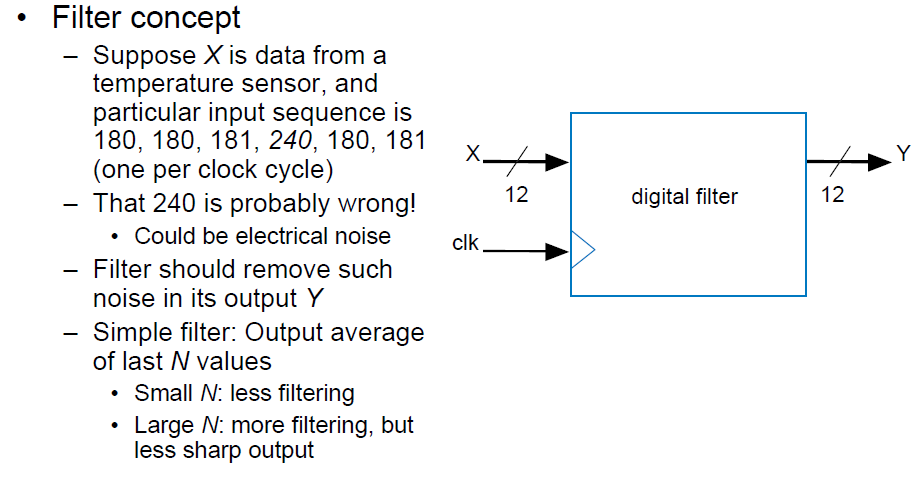 • Filter concept
– Suppose X is data from a
temperature sensor, and
particular input sequence is
180, 180, 181, 240, 180, 181
(one per clock cycle)
– That 240 is probably wrong!
• Could be electrical noise
– Filter should remove such
noise in its output Y
– Simple filter: Output average
of last N values
• Small N: less filtering
• Large N: more filtering, but
less sharp output
X
12
clk
digital filter
Y
12